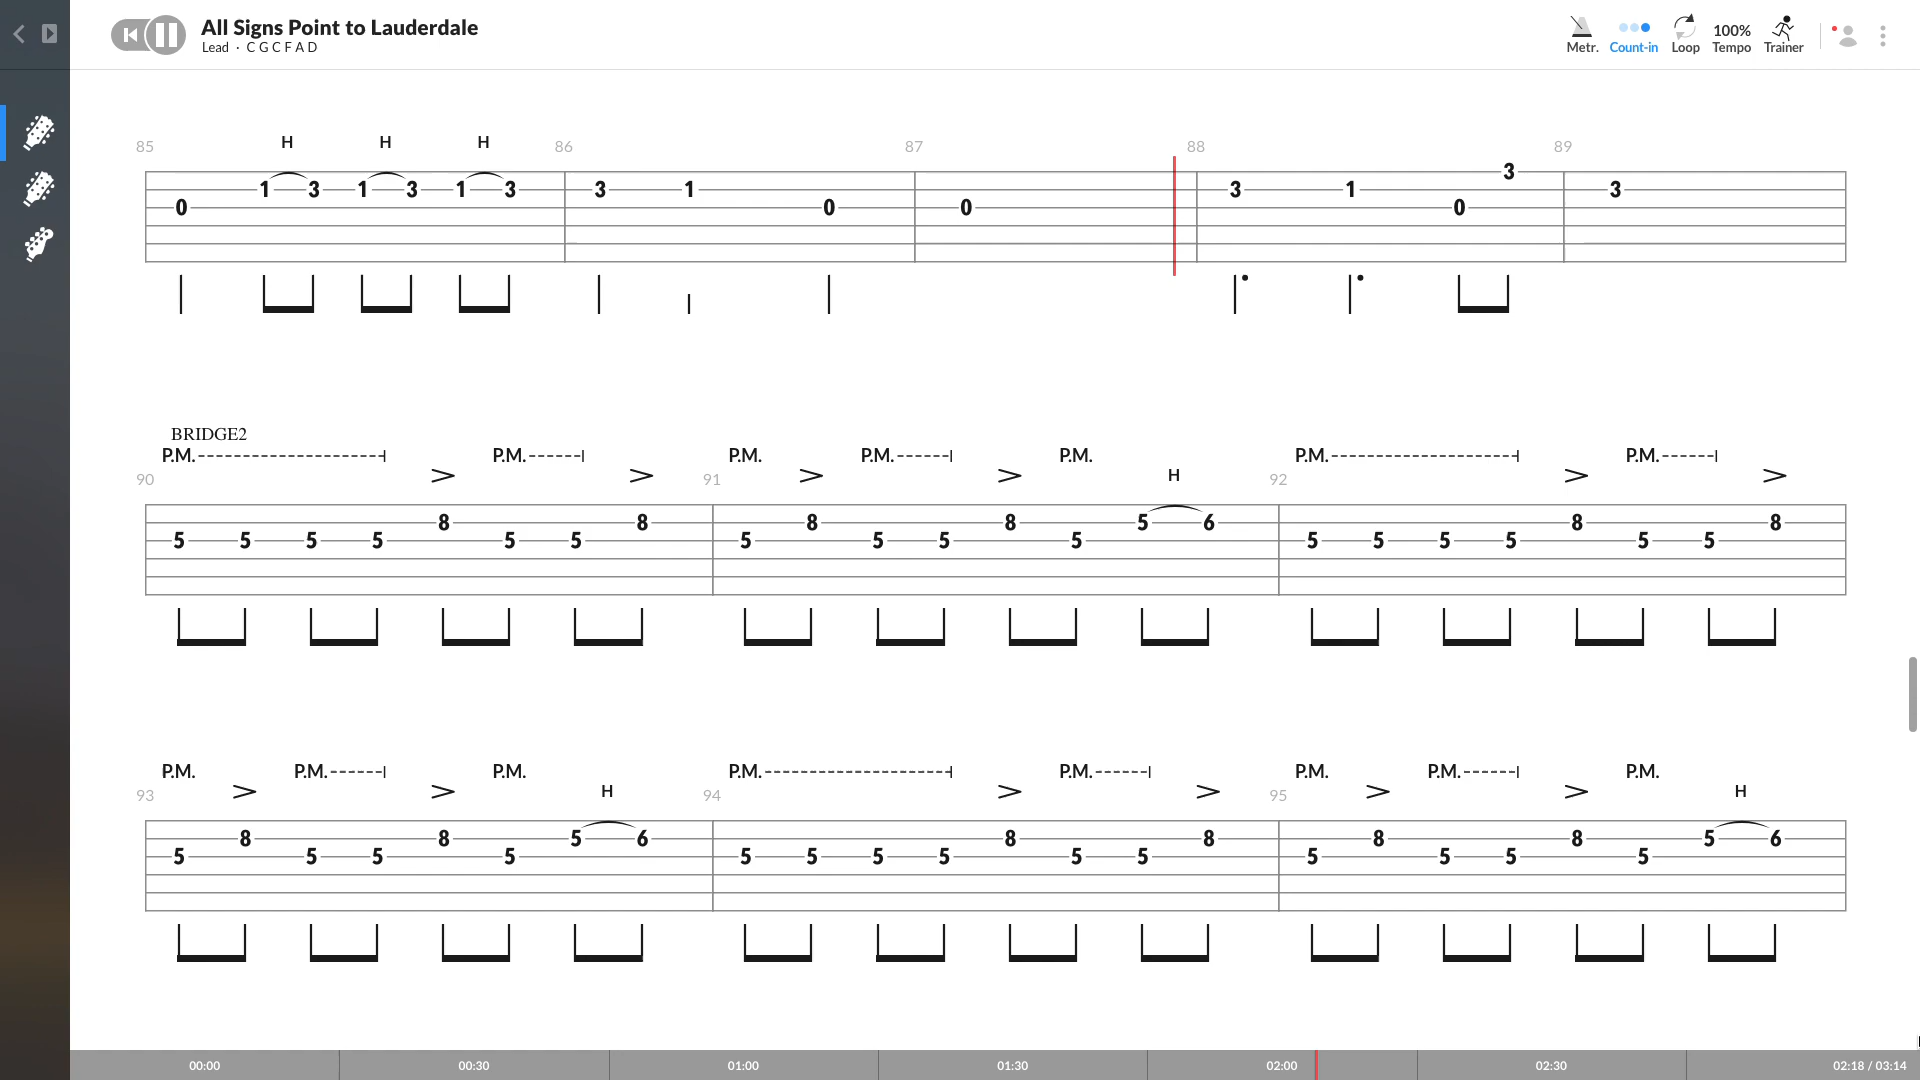 All Signs Point to Lauderdale
Lead · C G C F A D
Metr.
Count-in
Loop
100%
Tempo
Trainer
H H H
85 86 87 88 89
3
1 3 1 3 1 3 3 1 3 1 3
0 0 0 0
BRIDGE2
P.M. P.M. P.M. P.M. P.M. P.M. P.M.
> > > > H > >
90 91 92
8 8 8 8 5 6 8 8
5 5 5 5 5 5 5 5 5 5 5 5 5 5 5 5
P.M. P.M. P.M. P.M. P.M. P.M. P.M. P.M.
> > H > > > > H
93 94 95
8 8 5 6 8 8 8 8 5 6
5 5 5 5 5 5 5 5 5 5 5 5 5 5
00:00 00:30 01:00 01:30 02:00 02:30 02:18 / 03:14